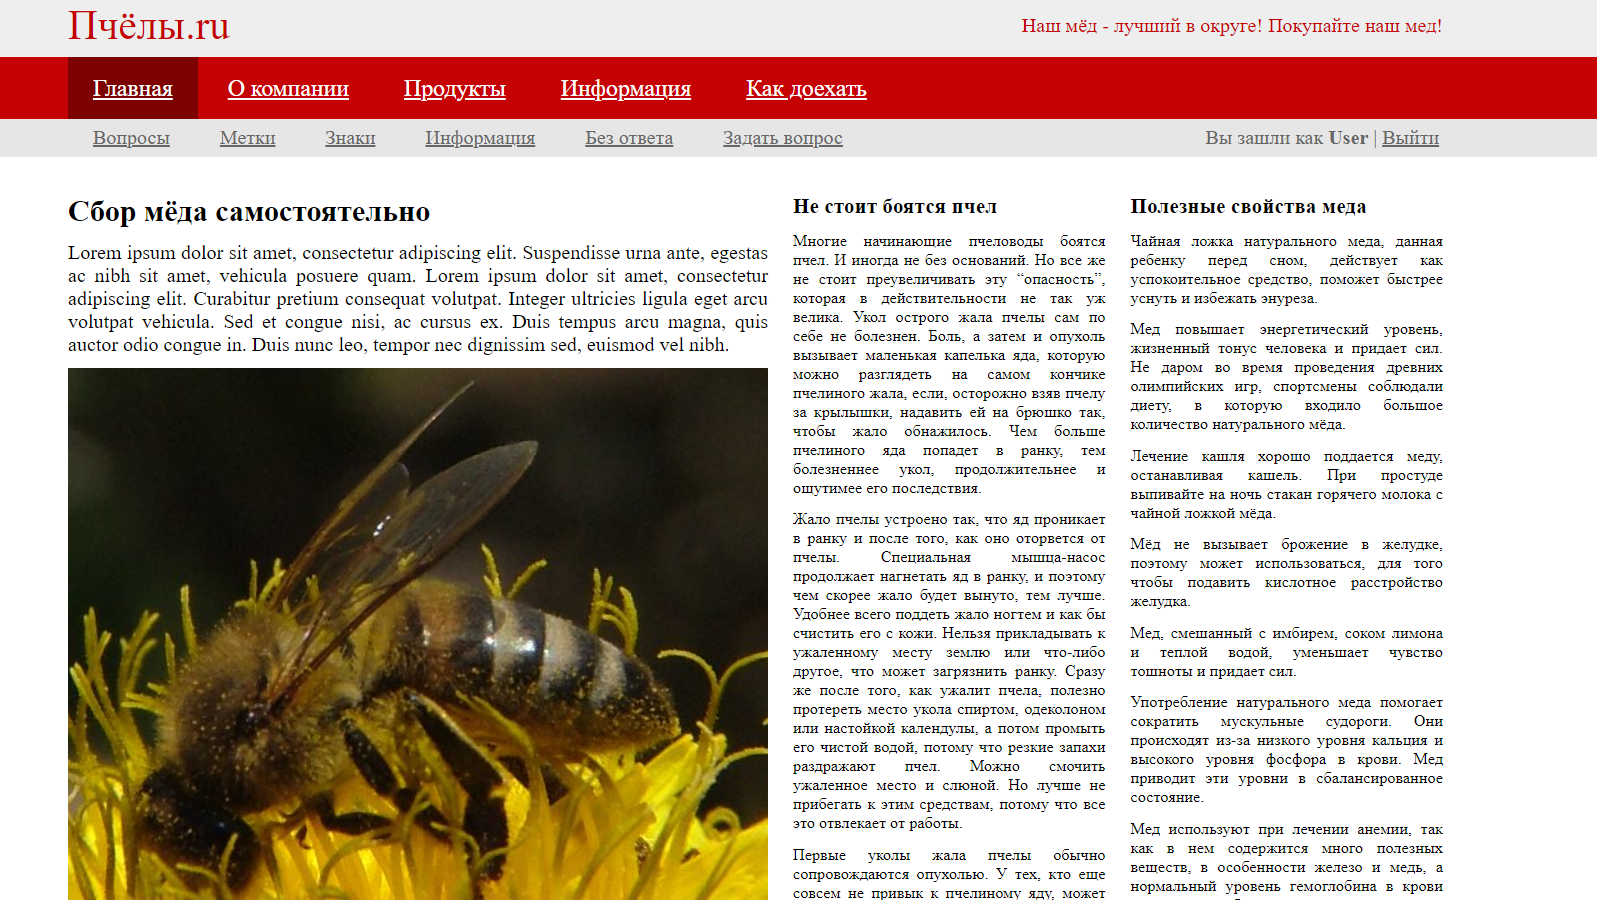 Пчёлы.ru
Наш мёд - лучший в округе! Покупайте наш мед!
Главная О компании Продукты Информация Как доехать
Вопросы Метки Знаки Информация Без ответа Задать вопрос Вы зашли как User | Выйти
Сбор мёда самостоятельно
Lorem ipsum dolor sit amet, consectetur adipiscing elit. Suspendisse urna ante, egestas
ac nibh sit amet, vehicula posuere quam. Lorem ipsum dolor sit amet, consectetur
adipiscing elit. Curabitur pretium consequat volutpat. Integer ultricies ligula eget arcu
volutpat vehicula. Sed et congue nisi, ac cursus ex. Duis tempus arcu magna, quis
auctor odio congue in. Duis nunc leo, tempor nec dignissim sed, euismod vel nibh.
Не стоит боятся пчел
Многие начинающие пчеловоды боятся
пчел. И иногда не без оснований. Но все же
не стоит преувеличивать эту “опасность”,
которая в действительности не так уж
велика. Укол острого жала пчелы сам по
себе не болезнен. Боль, а затем и опухоль
вызывает маленькая капелька яда, которую
можно разглядеть на самом кончике
пчелиного жала, если, осторожно взяв пчелу
за крылышки, надавить ей на брюшко так,
чтобы жало обнажилось. Чем больше
пчелиного яда попадет в ранку, тем
болезненнее укол, продолжительнее и
ощутимее его последствия.
Жало пчелы устроено так, что яд проникает
в ранку и после того, как оно оторвется от
пчелы. Специальная мышца-насос
продолжает нагнетать яд в ранку, и поэтому
чем скорее жало будет вынуто, тем лучше.
Удобнее всего поддеть жало ногтем и как бы
счистить его с кожи. Нельзя прикладывать к
ужаленному месту землю или что-либо
другое, что может загрязнить ранку. Сразу
же после того, как ужалит пчела, полезно
протереть место укола спиртом, одеколоном
или настойкой календулы, а потом промыть
его чистой водой, потому что резкие запахи
раздражают пчел. Можно смочить
ужаленное место и слюной. Но лучше не
прибегать к этим средствам, потому что все
это отвлекает от работы.
Первые уколы жала пчелы обычно
сопровождаются опухолью. У тех, кто еще
совсем не привык к пчелиному яду, может
Полезные свойства меда
Чайная ложка натурального меда, данная
ребенку перед сном, действует как
успокоительное средство, поможет быстрее
уснуть и избежать энуреза.
Мед повышает энергетический уровень,
жизненный тонус человека и придает сил.
Не даром во время проведения древних
олимпийских игр, спортсмены соблюдали
диету, в которую входило большое
количество натурального мёда.
Лечение кашля хорошо поддается меду,
останавливая кашель. При простуде
выпивайте на ночь стакан горячего молока с
чайной ложкой мёда.
Мёд не вызывает брожение в желудке,
поэтому может использоваться, для того
чтобы подавить кислотное расстройство
желудка.
Мед, смешанный с имбирем, соком лимона
и теплой водой, уменьшает чувство
тошноты и придает сил.
Употребление натурального меда помогает
сократить мускульные судороги. Они
происходят из-за низкого уровня кальция и
высокого уровня фосфора в крови. Мед
приводит эти уровни в сбалансированное
состояние.
Мед используют при лечении анемии, так
как в нем содержится много полезных
веществ, в особенности железо и медь, а
нормальный уровень гемоглобина в крови